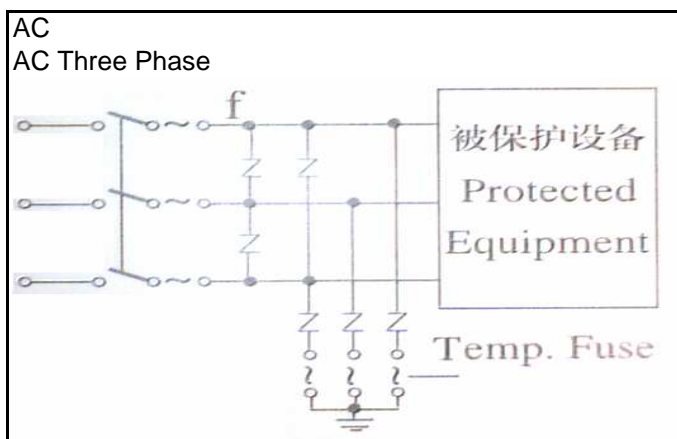 AC
AC Three Phase
f
被保护设备
Protected
Equipment
Temp. Fuse